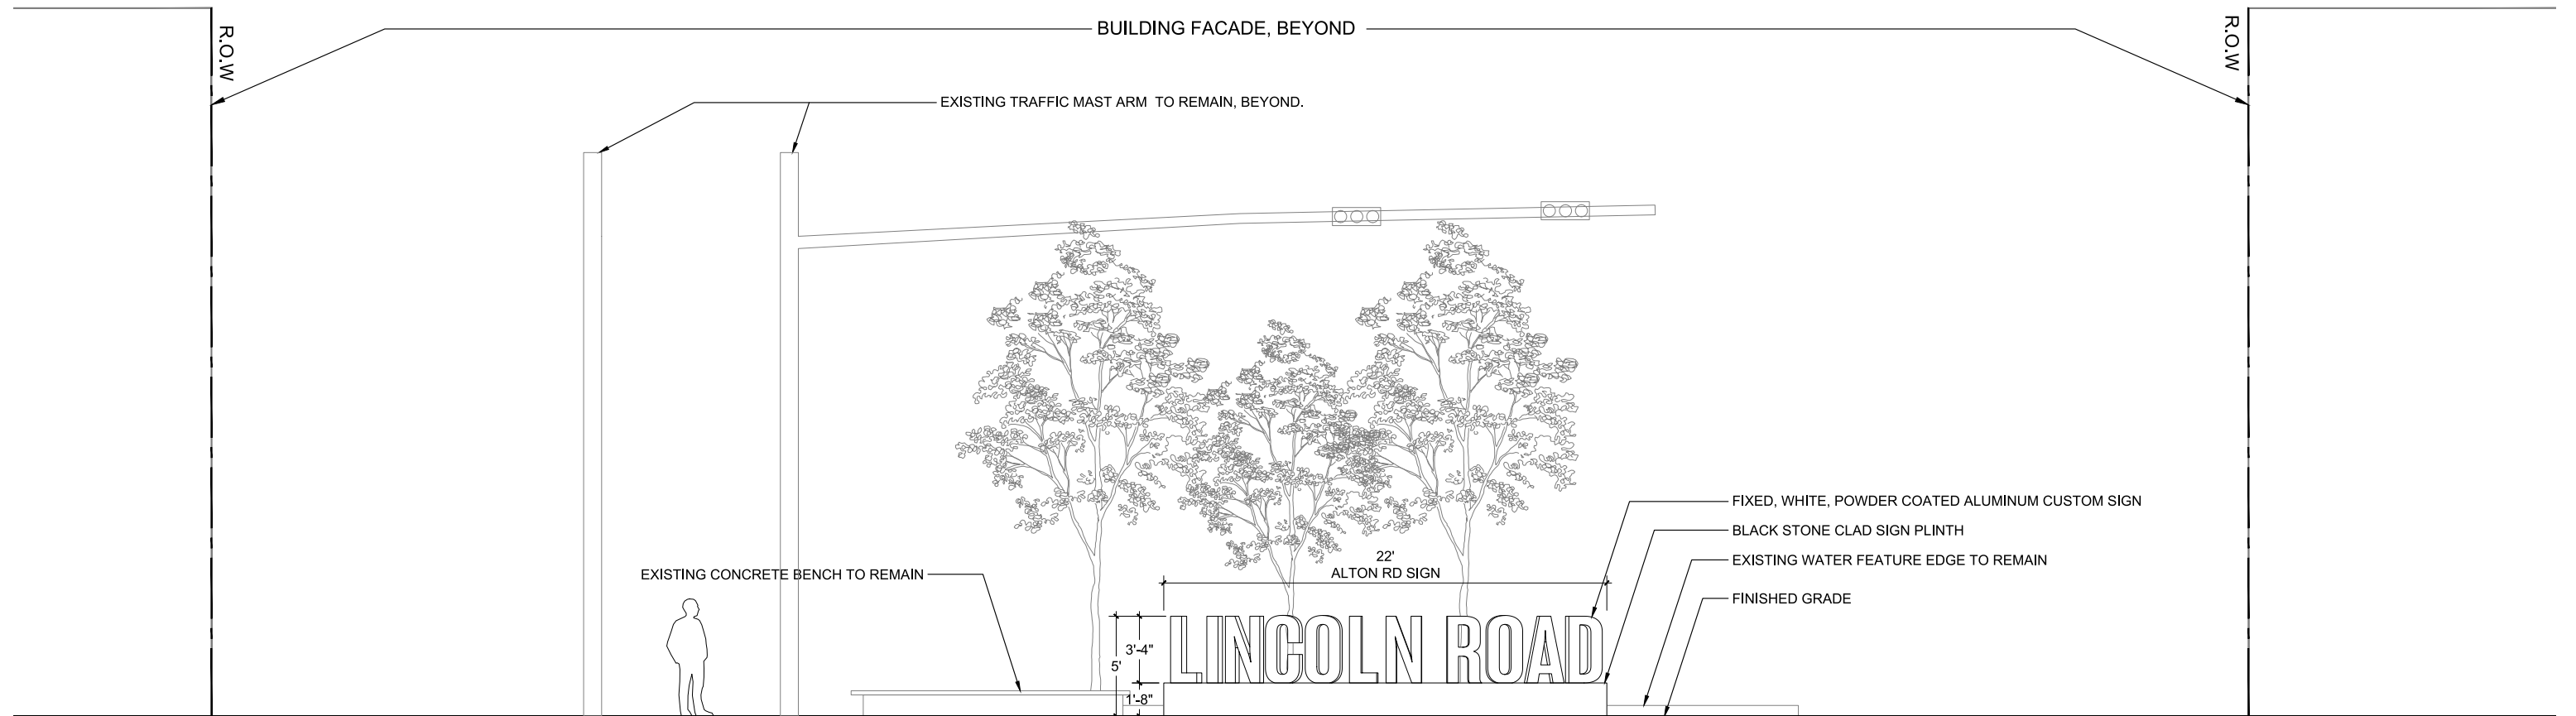 BUILDING FACADE, BEYOND
R.O.W
R.O.W
EXISTING TRAFFIC MAST ARM TO REMAIN, BEYOND.
FIXED, WHITE, POWDER COATED ALUMINUM CUSTOM SIGN
BLACK STONE CLAD SIGN PLINTH
EXISTING WATER FEATURE EDGE TO REMAIN
FINISHED GRADE
22'
ALTON RD SIGN
EXISTING CONCRETE BENCH TO REMAIN
LINCOLN ROAD
3'-4"
5'
1'-8"